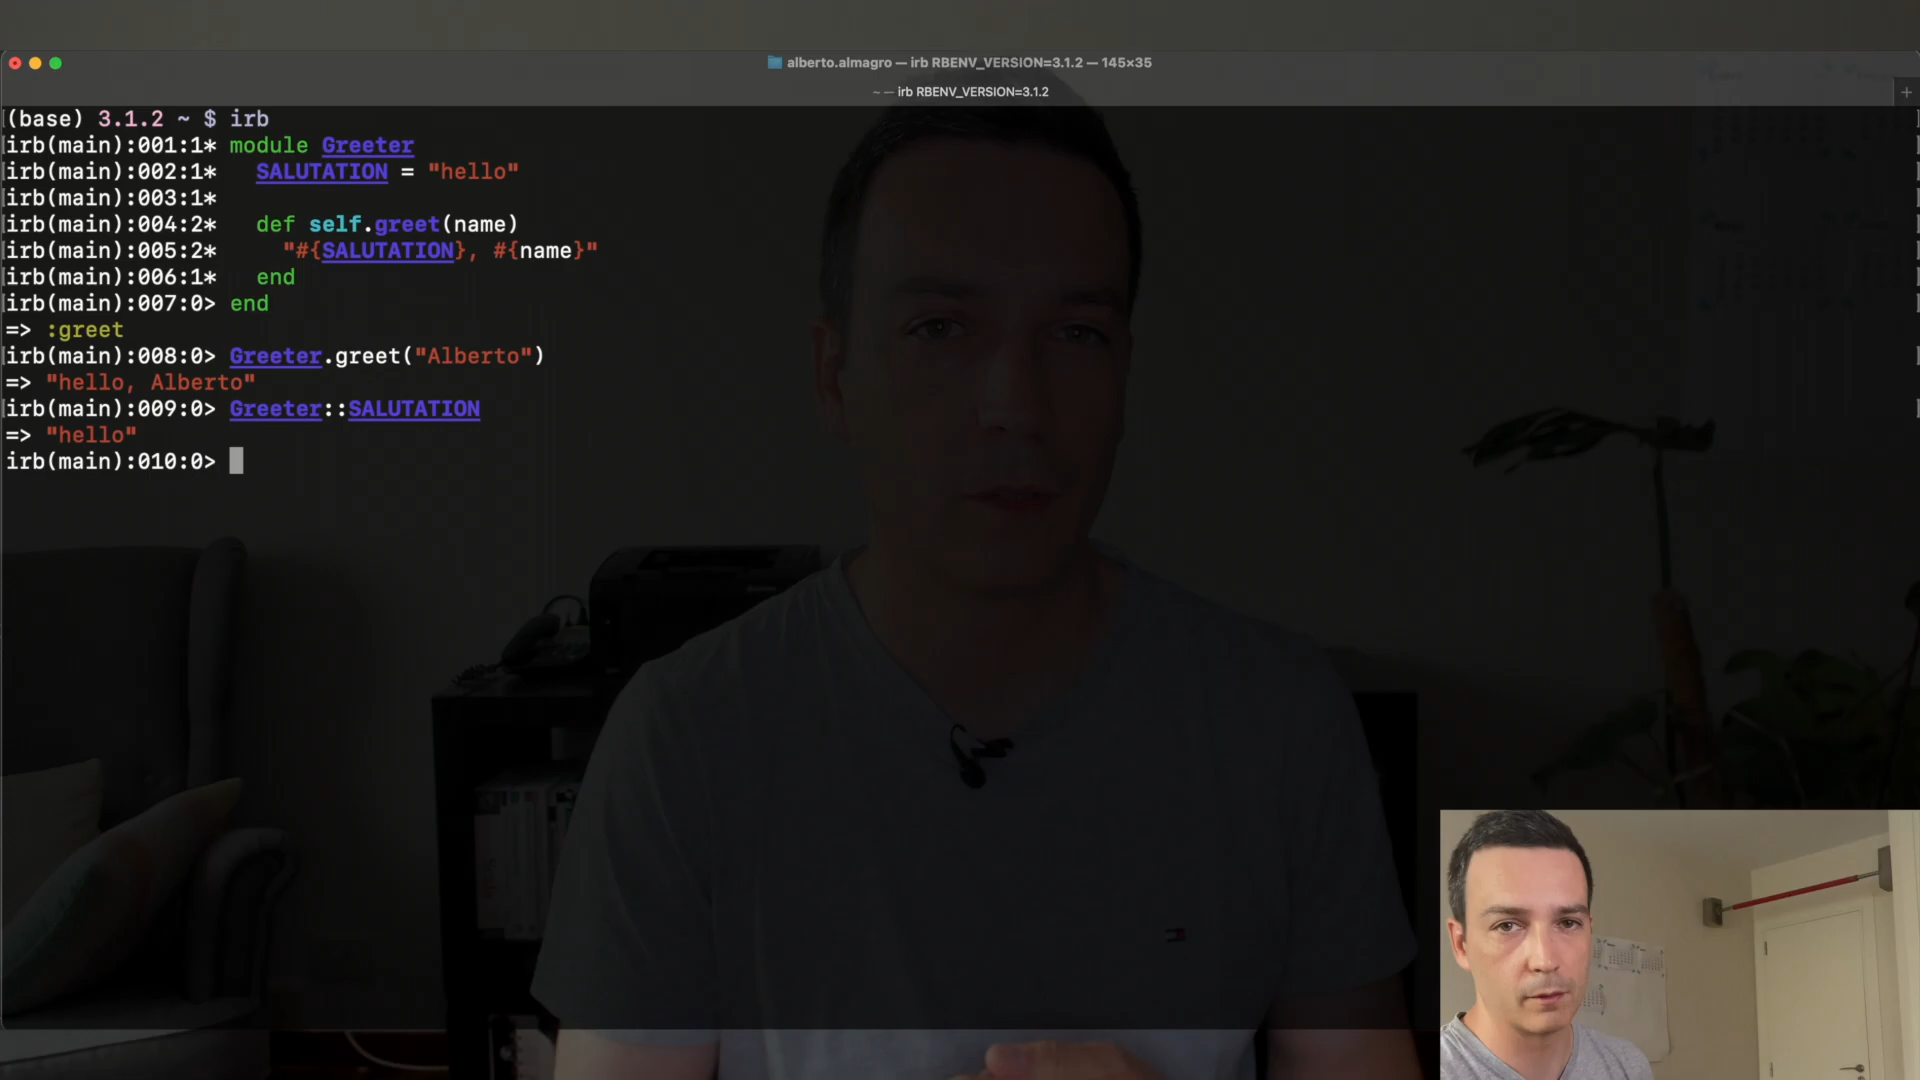 alberto.almagro — irb RBENV_VERSION=3.1.2 — 145×35
~ — irb RBENV_VERSION=3.1.2
(base) 3.1.2 ~ $ irb
irb(main):001:1* module Greeter
irb(main):002:1*   SALUTATION = "hello"
irb(main):003:1*
irb(main):004:2*   def self.greet(name)
irb(main):005:2*     "#{SALUTATION}, #{name}"
irb(main):006:1*   end
irb(main):007:0> end
=> :greet
irb(main):008:0> Greeter.greet("Alberto")
=> "hello, Alberto"
irb(main):009:0> Greeter::SALUTATION
=> "hello"
irb(main):010:0>